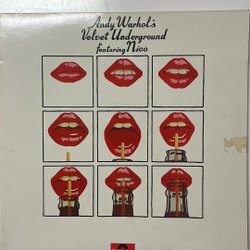 Andy Warhol's
Velvet Underground
featuring Nico